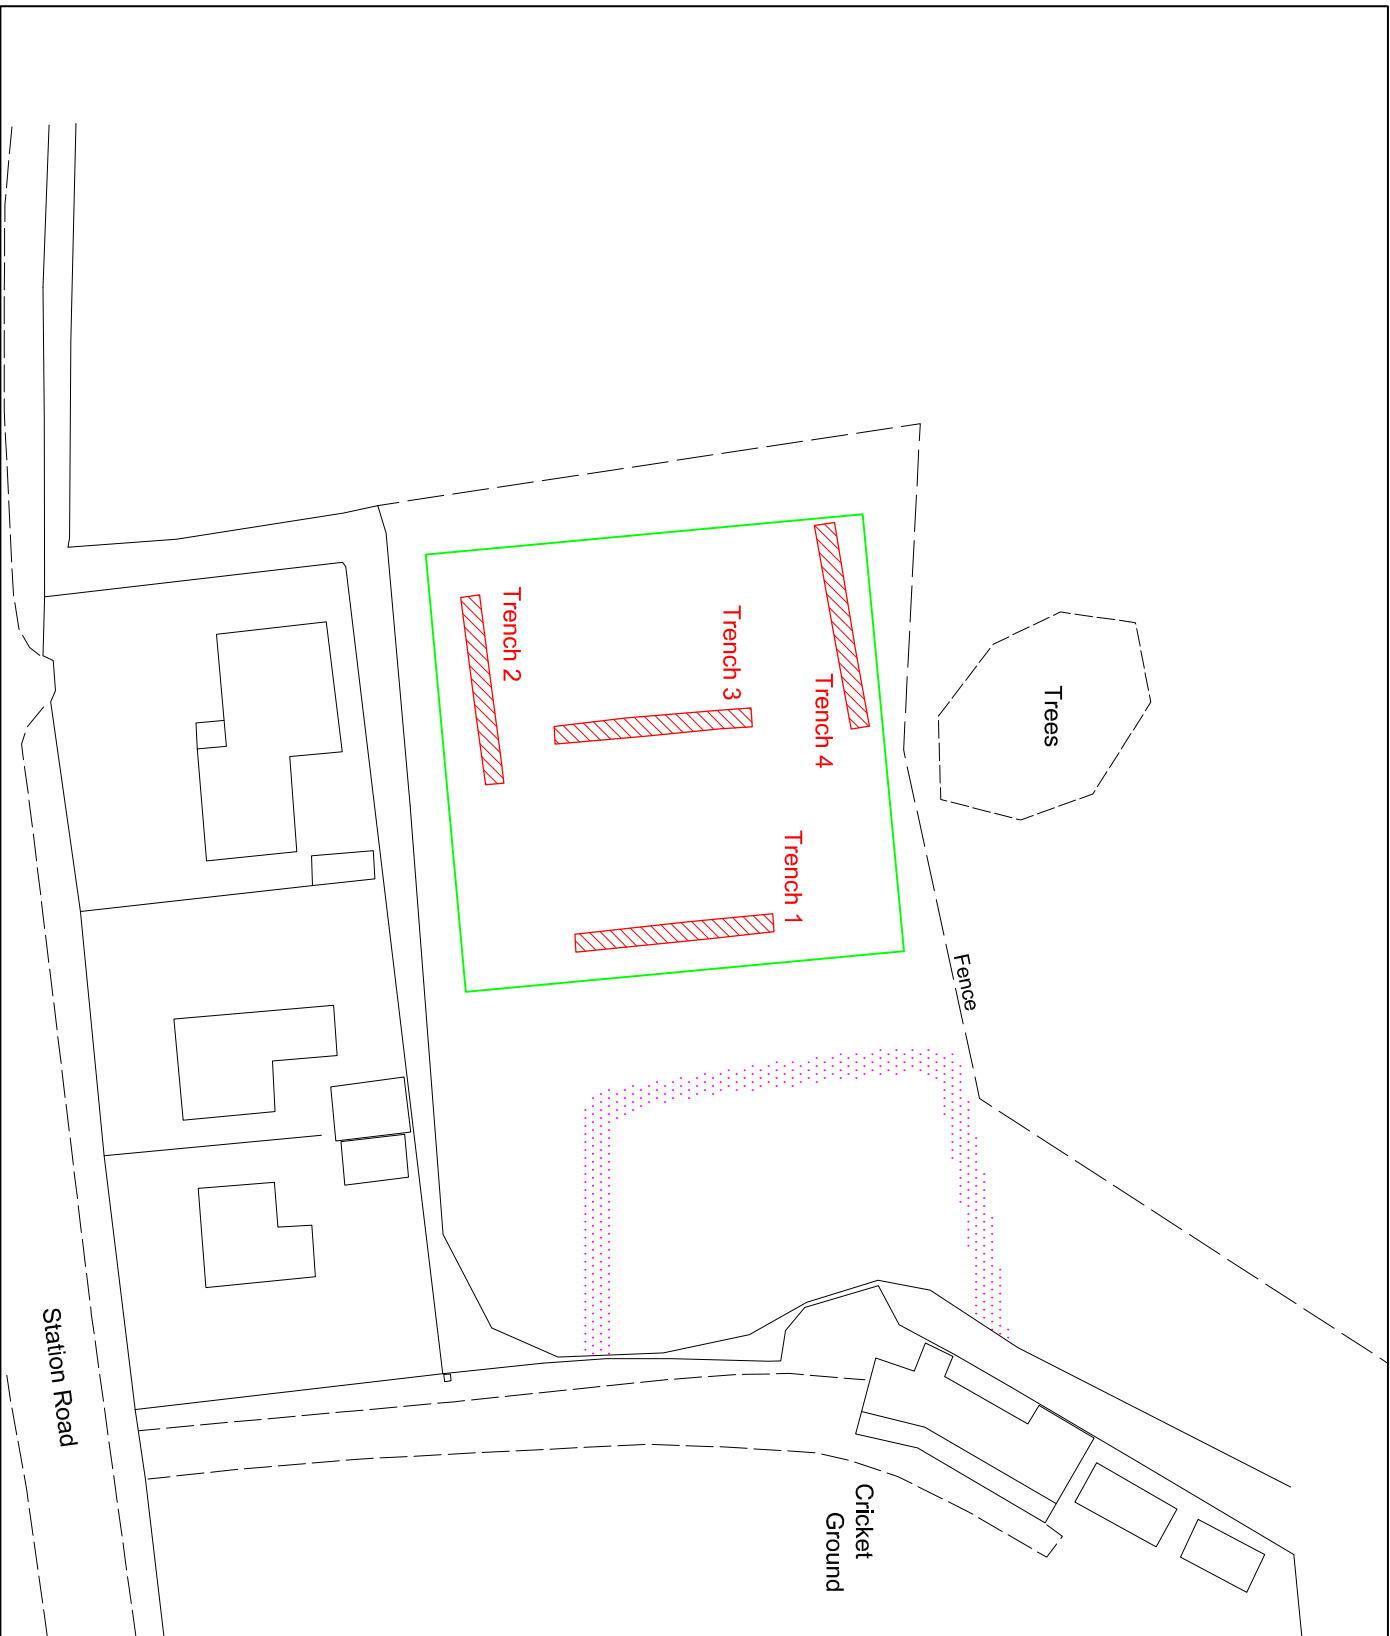 Trees
Trench 4
Trench 3
Trench 2
Trench 1
Fence
Station Road
Cricket
Ground